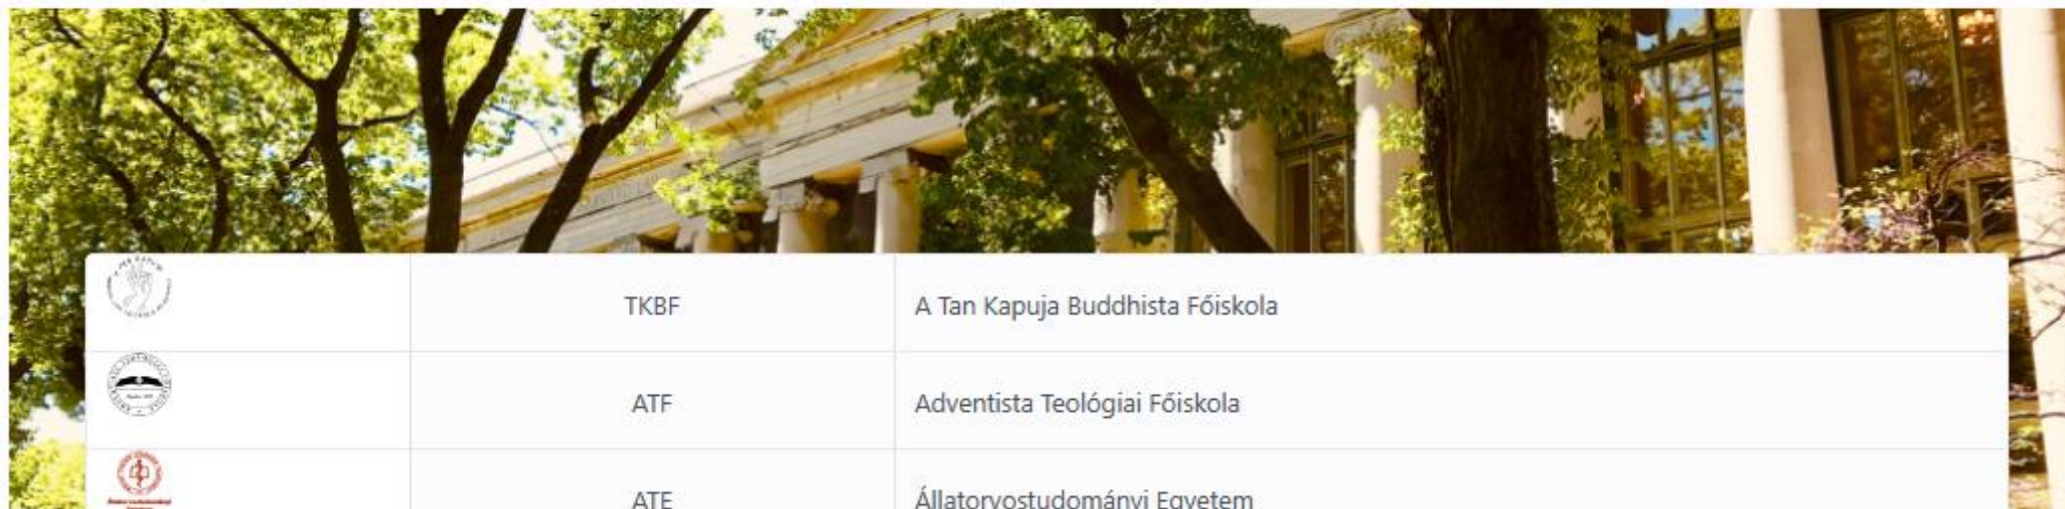 TKBF
A Tan Kapuja Buddhista Főiskola
ATF
Adventista Teológiai Főiskola
ATE
Állatorvostudományi Egyetem